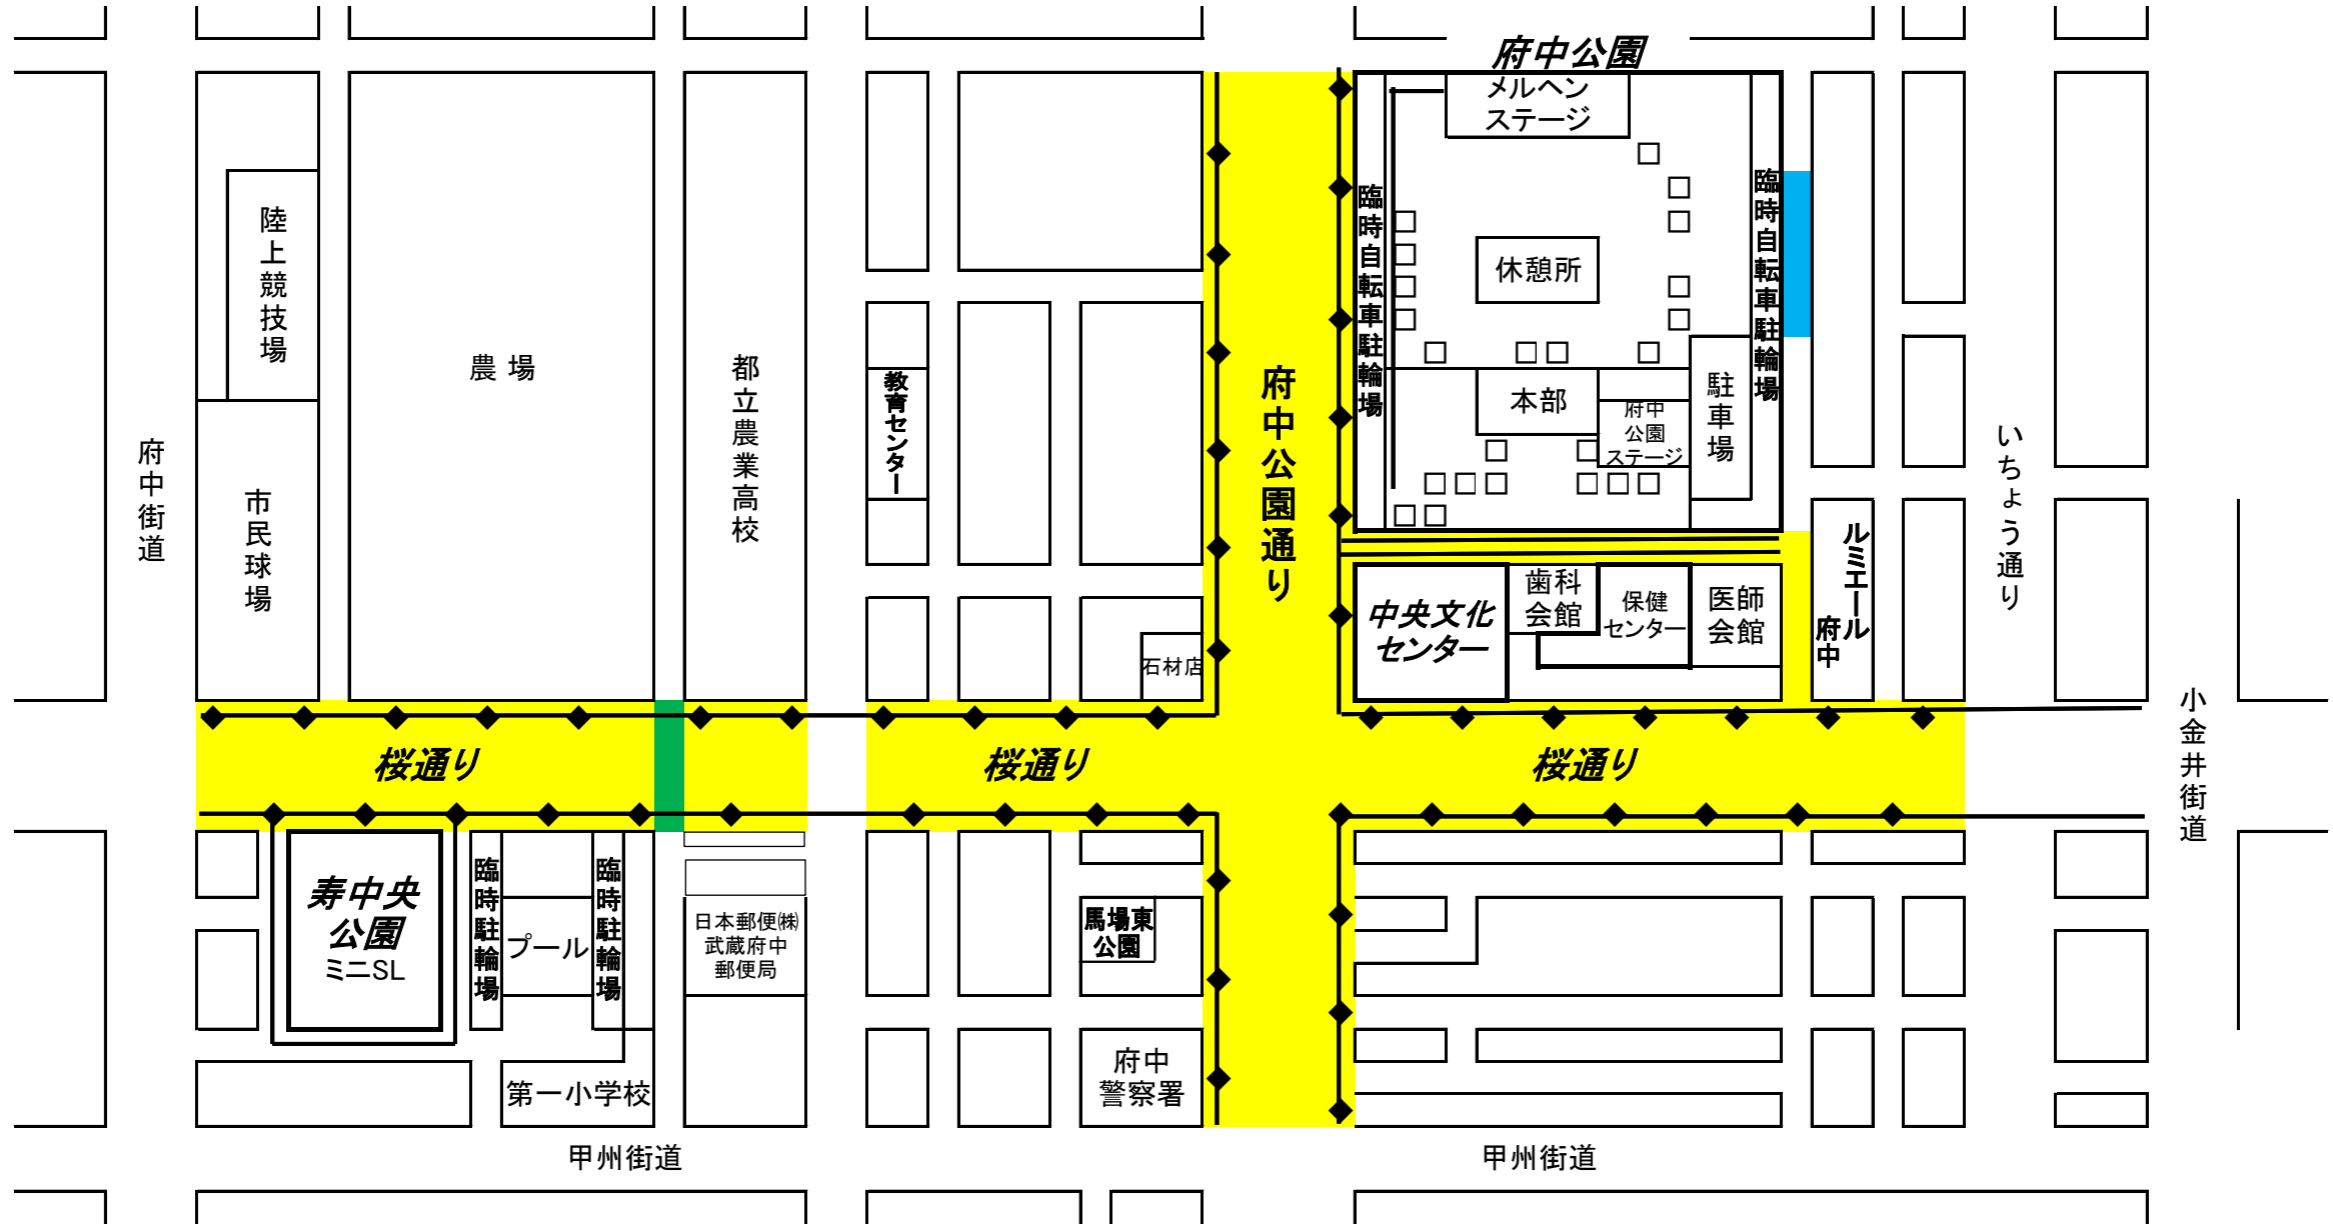 府中公園
メルヘン
ステージ
臨時自転車駐輪場
臨時自転車駐輪場
休憩所
本部
府中
公園
ステージ
駐車場
陸上競技場
農場
都立農業高校
教育センター
府中公園通り
府中街道
市民球場
いちょう通り
石材店
中央文化
センター
歯科
会館
保健
センター
医師
会館
ルミエール
府中
桜通り
桜通り
桜通り
小金井街道
寿中央
公園
ミニSL
臨時駐輪場
プール
臨時駐輪場
日本郵便㈱
武蔵府中
郵便局
馬場東
公園
第一小学校
府中
警察署
甲州街道
甲州街道